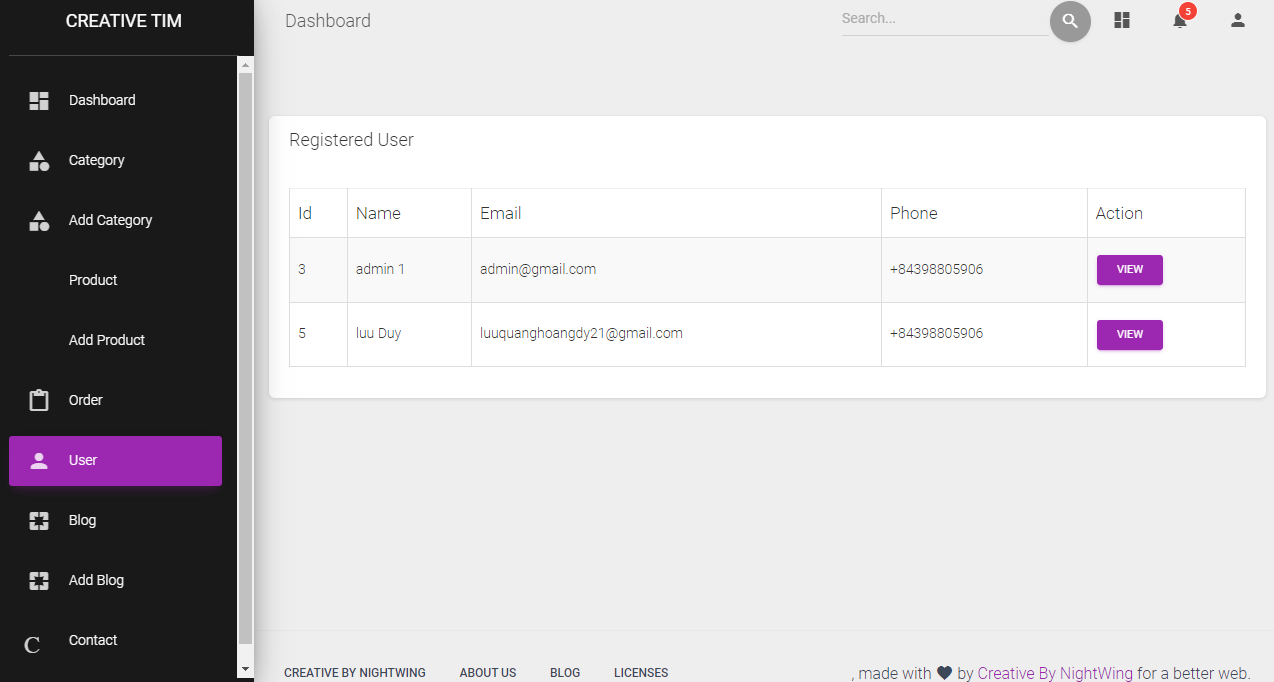 CREATIVE TIM
Dashboard
Category
Add Category
Product
Add Product
Order
User
Blog
Add Blog
C Contact
Dashboard
Search...
5
Registered User
Id Name Email Phone Action
3 admin 1 admin@gmail.com +84398805906 VIEW
5 luu Duy luuquanghoangdy21@gmail.com +84398805906 VIEW
CREATIVE BY NIGHTWING ABOUT US BLOG LICENSES
, made with by Creative By NightWing for a better web.